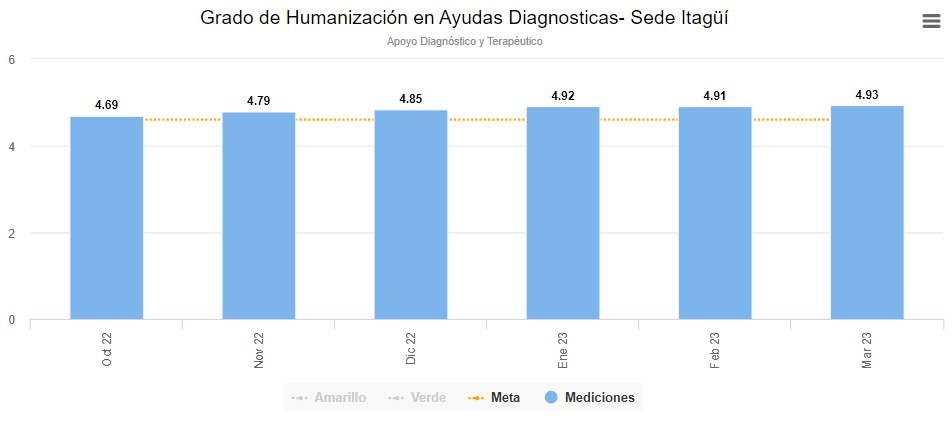 Grado de Humanización en Ayudas Diagnosticas- Sede Itagüí
Apoyo Diagnóstico y Terapéutico
6
4
2
0
4.69
4.79
4.85
4.92
4.91
4.93
Oct 22
Nov 22
Dic 22
Ene 23
Feb 23
Mar 23
Amarillo
Verde
Meta
Mediciones